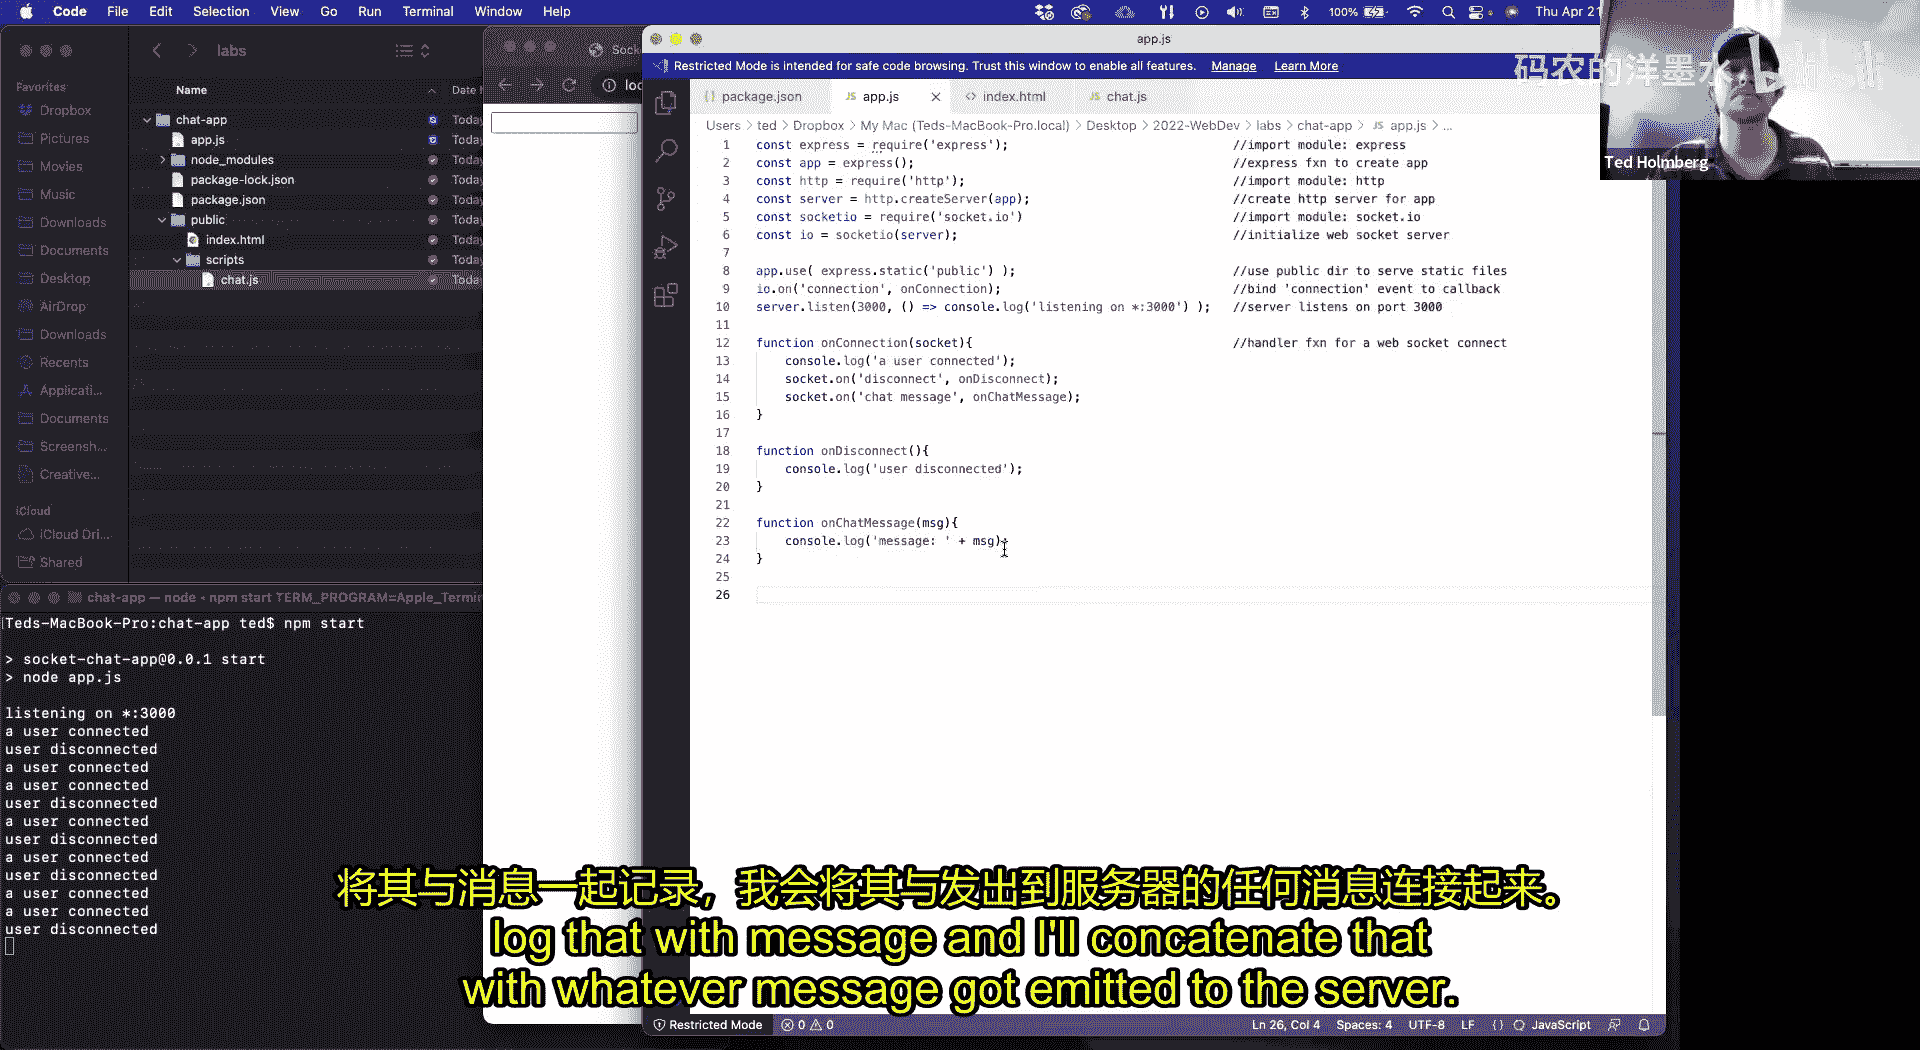 Code File Edit Selection View Go Run Terminal Window Help
100% Thu Apr 21
labs
Favorites
Dropbox
Pictures
Movies
Music
Downloads
Documents
Desktop
AirDrop
Downloads
Recents
Applicati...
Documents
Screensh...
Creative...
iCloud
iCloud Dri...
Shared
Name Date
chat-app Today
app.js Today
node_modules Today
package-lock.json Today
package.json Today
public Today
index.html Today
scripts Today
chat.js Today
chat-app — node ◂ npm start TERM_PROGRAM=Apple_Termin
Teds-MacBook-Pro:chat-app ted$ npm start
> socket-chat-app@0.0.1 start
> node app.js
listening on *:3000
a user connected
user disconnected
a user connected
a user connected
user disconnected
a user connected
user disconnected
a user connected
user disconnected
a user connected
a user connected
user disconnected
Sock
loc
app.js
Restricted Mode is intended for safe code browsing. Trust this window to enable all features. Manage Learn More
package.json JS app.js index.html JS chat.js
Users > ted > Dropbox > My Mac (Teds-MacBook-Pro.local) > Desktop > 2022-WebDev > labs > chat-app > JS app.js > ...
1 const express = require('express'); //import module: express
2 const app = express(); //express fxn to create app
3 const http = require('http'); //import module: http
4 const server = http.createServer(app); //create http server for app
5 const socketio = require('socket.io') //import module: socket.io
6 const io = socketio(server); //initialize web socket server
7
8 app.use( express.static('public') ); //use public dir to serve static files
9 io.on('connection', onConnection); //bind 'connection' event to callback
10 server.listen(3000, () => console.log('listening on *:3000') ); //server listens on port 3000
11
12 function onConnection(socket){ //handler fxn for a web socket connect
13 console.log('a user connected');
14 socket.on('disconnect', onDisconnect);
15 socket.on('chat message', onChatMessage);
16 }
17
18 function onDisconnect(){
19 console.log('user disconnected');
20 }
21
22 function onChatMessage(msg){
23 console.log('message: ' + msg);
24 }
25
26
Restricted Mode 0 0 Ln 26, Col 4 Spaces: 4 UTF-8 LF {} JavaScript
码农的洋墨水
Ted Holmberg
将其与消息一起记录，我会将其与发出到服务器的任何消息连接起来。
log that with message and I'll concatenate that
with whatever message got emitted to the server.